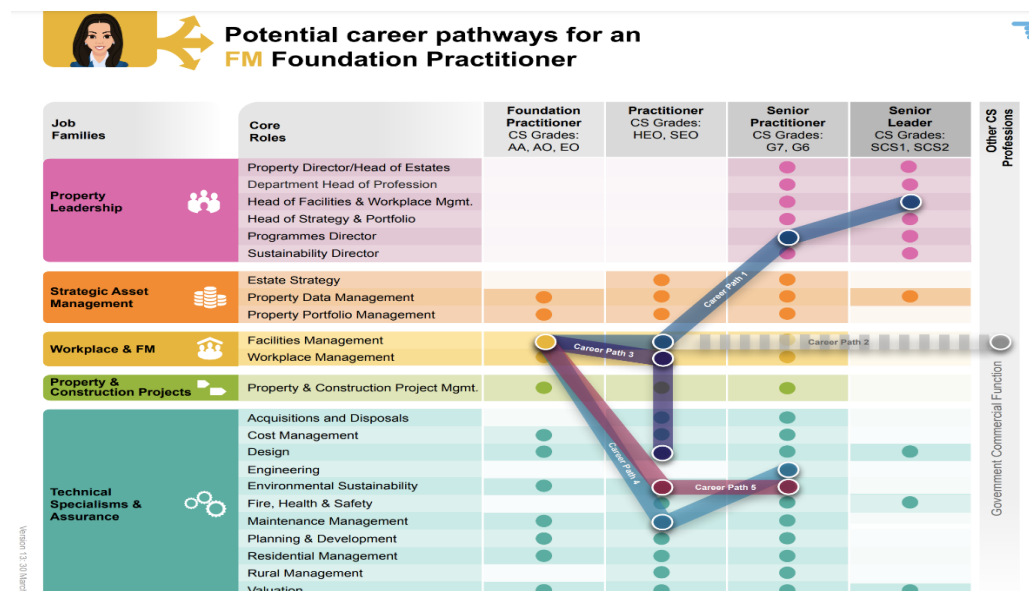 Potential career pathways for an
FM Foundation Practitioner
Job
Families
Core
Roles
Foundation
Practitioner
CS Grades:
AA, AO, EO
Practitioner
CS Grades:
HEO, SEO
Senior
Practitioner
CS Grades:
G7, G6
Senior
Leader
CS Grades:
SCS1, SCS2
Other CS
Professions
Property
Leadership
Property Director/Head of Estates
Department Head of Profession
Head of Facilities & Workplace Mgmt.
Head of Strategy & Portfolio
Programmes Director
Sustainability Director
Strategic Asset
Management
Estate Strategy
Property Data Management
Property Portfolio Management
Career Path 1
Workplace & FM
Facilities Management
Workplace Management
Career Path 3
Career Path 2
Property &
Construction Projects
Property & Construction Project Mgmt.
Technical
Specialisms &
Assurance
Acquisitions and Disposals
Cost Management
Design
Engineering
Environmental Sustainability
Fire, Health & Safety
Maintenance Management
Planning & Development
Residential Management
Rural Management
Valuation
Career Path 4
Career Path 5
Government Commercial Function
Version 13: 30 March